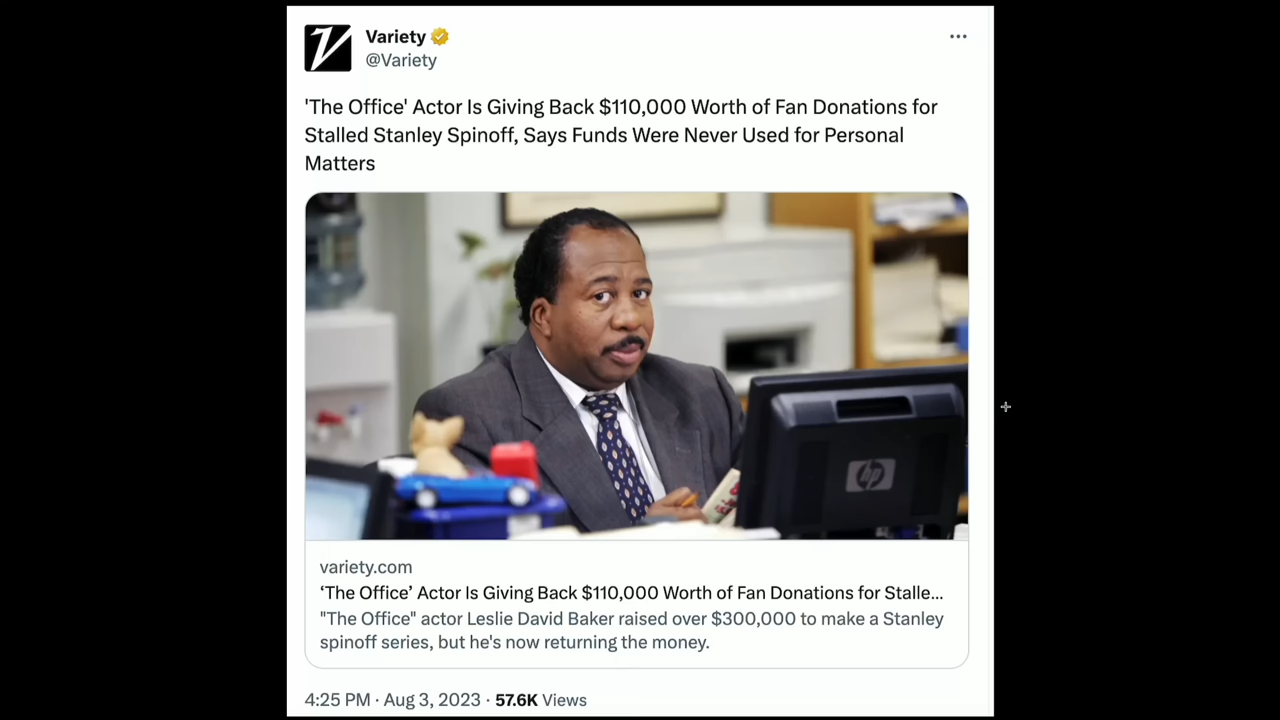 Variety
@Variety
'The Office' Actor Is Giving Back $110,000 Worth of Fan Donations for
Stalled Stanley Spinoff, Says Funds Were Never Used for Personal
Matters
hp
variety.com
‘The Office’ Actor Is Giving Back $110,000 Worth of Fan Donations for Stalle...
"The Office" actor Leslie David Baker raised over $300,000 to make a Stanley
spinoff series, but he's now returning the money.
4:25 PM · Aug 3, 2023 · 57.6K Views